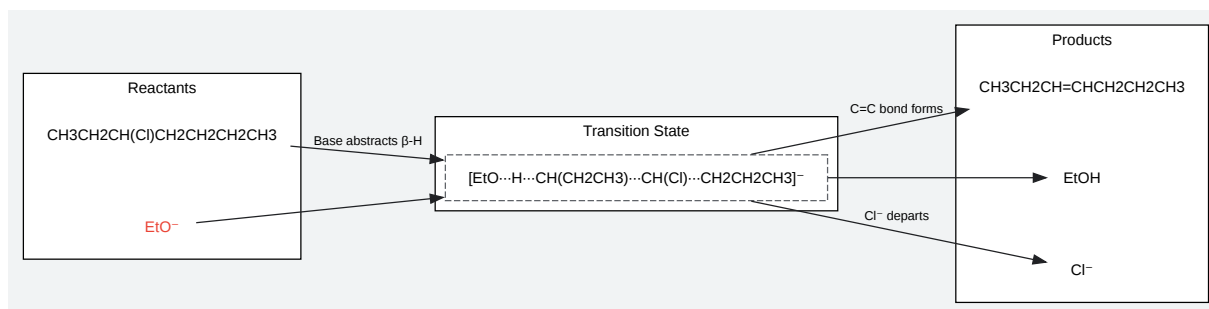 Reactants
CH3CH2CH(Cl)CH2CH2CH2CH3
EtO⁻
Base abstracts β-H
Transition State
[EtO···H···CH(CH2CH3)···CH(Cl)···CH2CH2CH3]⁻
C=C bond forms
Cl⁻ departs
Products
CH3CH2CH=CHCH2CH2CH3
EtOH
Cl⁻